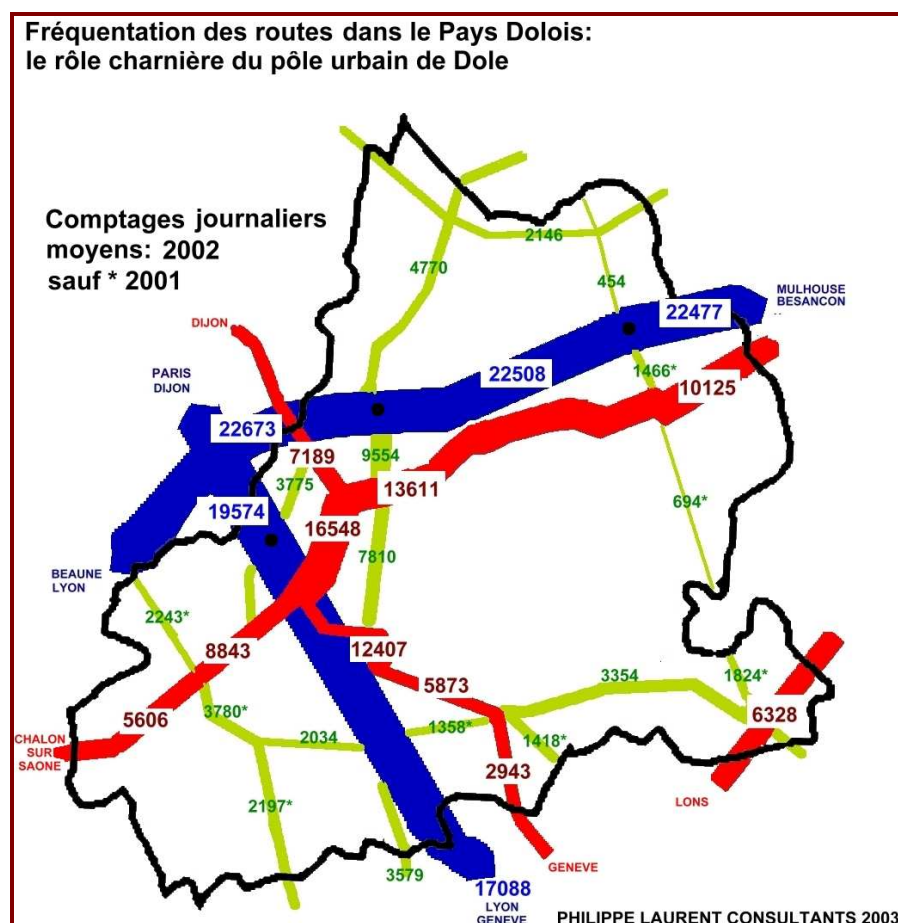 Fréquentation des routes dans le Pays Dolois:
le rôle charnière du pôle urbain de Dole
Comptages journaliers
moyens: 2002
sauf * 2001
2146
4770
454
MULHOUSE
BESANCON
22477
DIJON
22508
1466*
10125
PARIS
DIJON
22673
7189
9554
3775
13611
694*
19574
16548
7810
BEAUNE
LYON
2243*
8843
12407
3354
1824*
5873
5606
3780*
1358*
6328
CHALON
SUR
SAONE
2034
1418*
2943
2197*
LONS
3579
GENEVE
17088
LYON
GENEVE
PHILIPPE LAURENT CONSULTANTS 2003